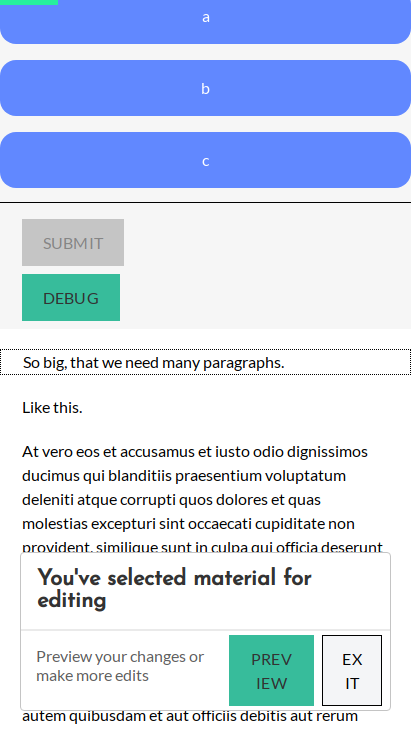 a
b
c
SUBMIT
DEBUG
So big, that we need many paragraphs.
Like this.
At vero eos et accusamus et iusto odio dignissimos
ducimus qui blanditiis praesentium voluptatum
deleniti atque corrupti quos dolores et quas
molestias excepturi sint occaecati cupiditate non
provident, similique sunt in culpa qui officia deserunt
You've selected material for
editing
Preview your changes or
make more edits
PREV
IEW
EX
IT
autem quibusdam et aut officiis debitis aut rerum